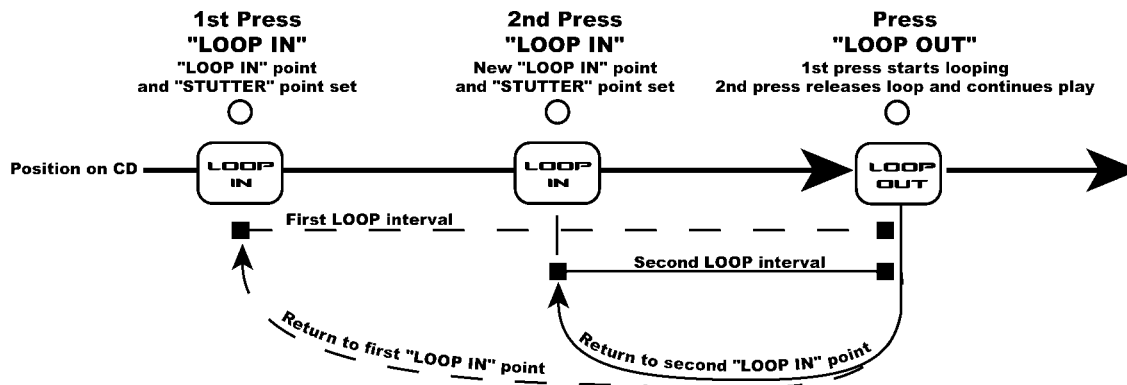 1st Press
"LOOP IN"
"LOOP IN" point
and "STUTTER" point set
2nd Press
"LOOP IN"
New "LOOP IN" point
and "STUTTER" point set
Press
"LOOP OUT"
1st press starts looping
2nd press releases loop and continues play
Position on CD
LOOP
IN
LOOP
IN
LOOP
OUT
First LOOP interval
Second LOOP interval
Return to first "LOOP IN" point
Return to second "LOOP IN" point